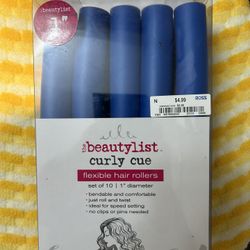 the beautylist
1"
N
$4.99
ROSS
the beautylist
curly cue
flexible hair rollers
set of 10 | 1" diameter
• bendable and comfortable
• just roll and twist
• ideal for speed setting
• no clips or pins needed